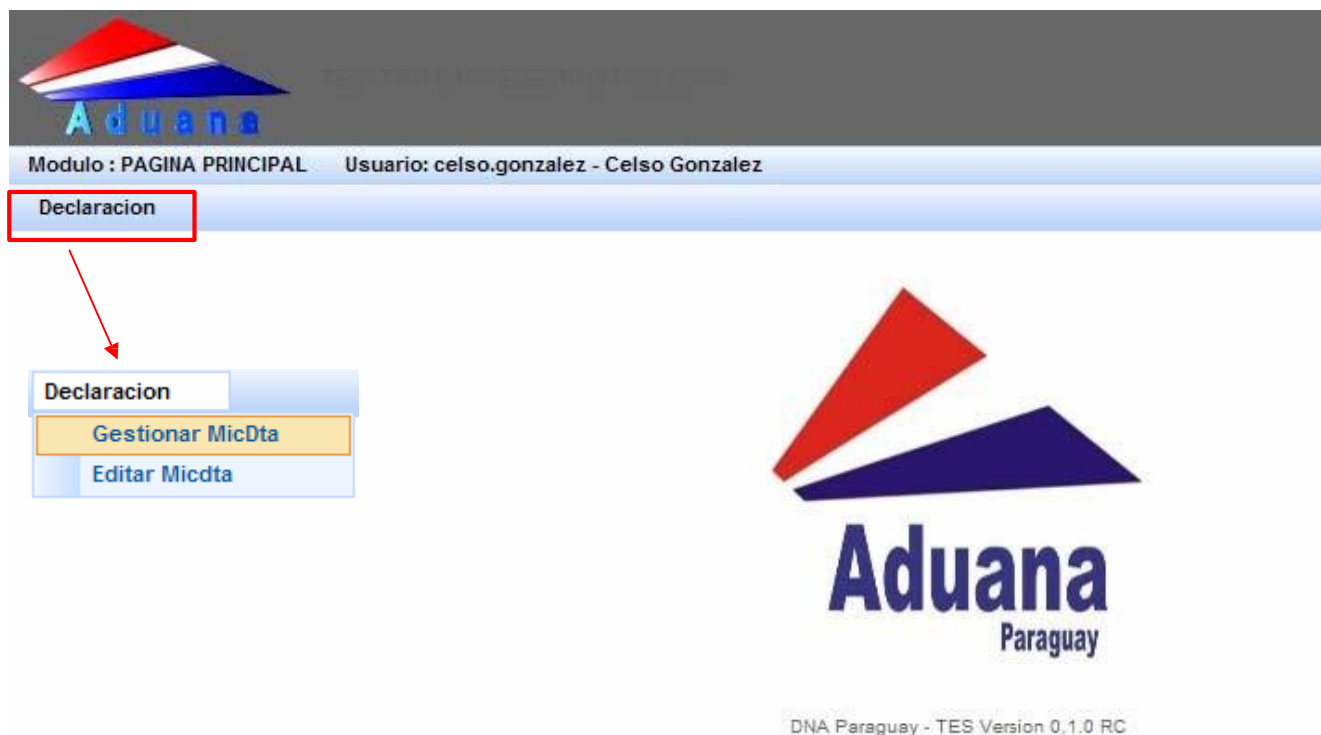 Aduana
Modulo : PAGINA PRINCIPAL Usuario: celso.gonzalez - Celso Gonzalez
Declaracion
Declaracion
Gestionar MicDta
Editar Micdta
Aduana
Paraguay
DNA Paraguay - TES Version 0,1.0 RC